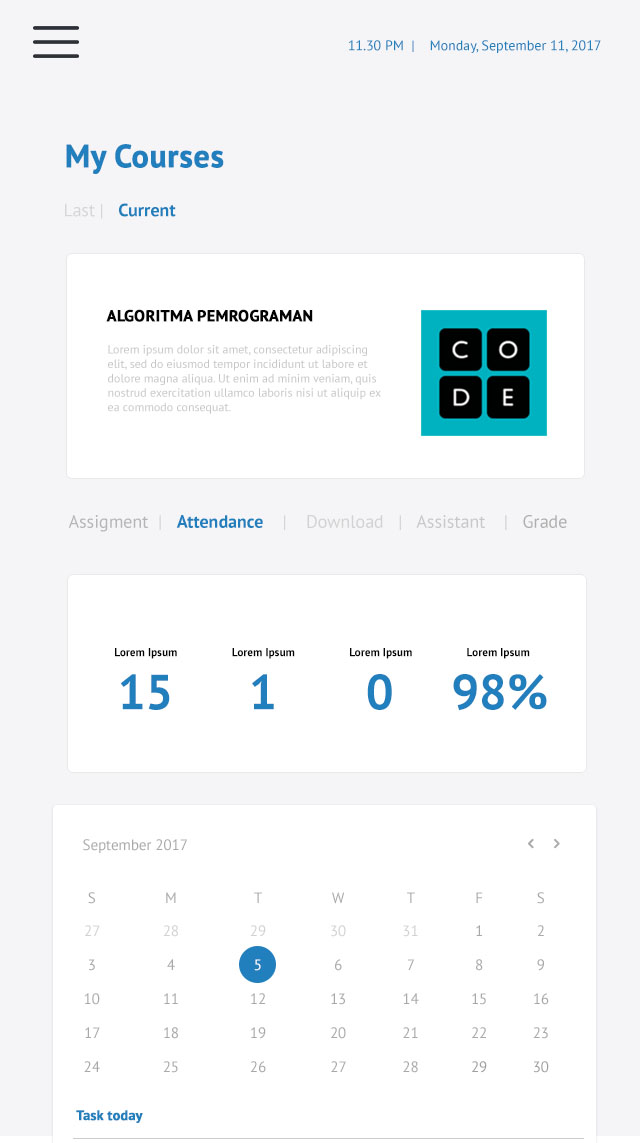 11.30 PM | Monday, September 11, 2017
My Courses
Last | Current
ALGORITMA PEMROGRAMAN
Lorem ipsum dolor sit amet, consectetur adipiscing
elit, sed do eiusmod tempor incididunt ut labore et
dolore magna aliqua. Ut enim ad minim veniam, quis
nostrud exercitation ullamco laboris nisi ut aliquip ex
ea commodo consequat.
C O
D E
Assigment | Attendance | Download | Assistant | Grade
Lorem Ipsum Lorem Ipsum Lorem Ipsum Lorem Ipsum
15 1 0 98%
September 2017
S M T W T F S
27 28 29 30 31 1 2
3 4 5 6 7 8 9
10 11 12 13 14 15 16
17 18 19 20 21 22 23
24 25 26 27 28 29 30
Task today